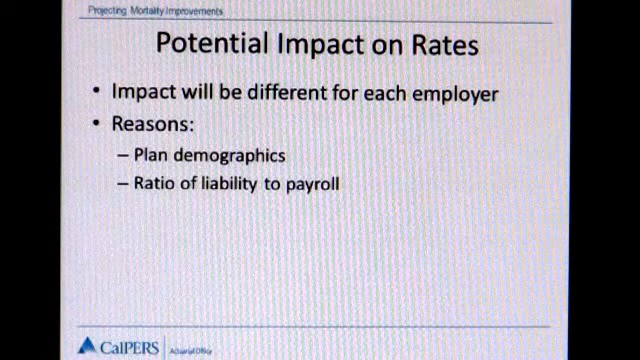 Projecting Mortality Improvements
Potential Impact on Rates
• Impact will be different for each employer
• Reasons:
– Plan demographics
– Ratio of liability to payroll
CalPERS Actuarial Office